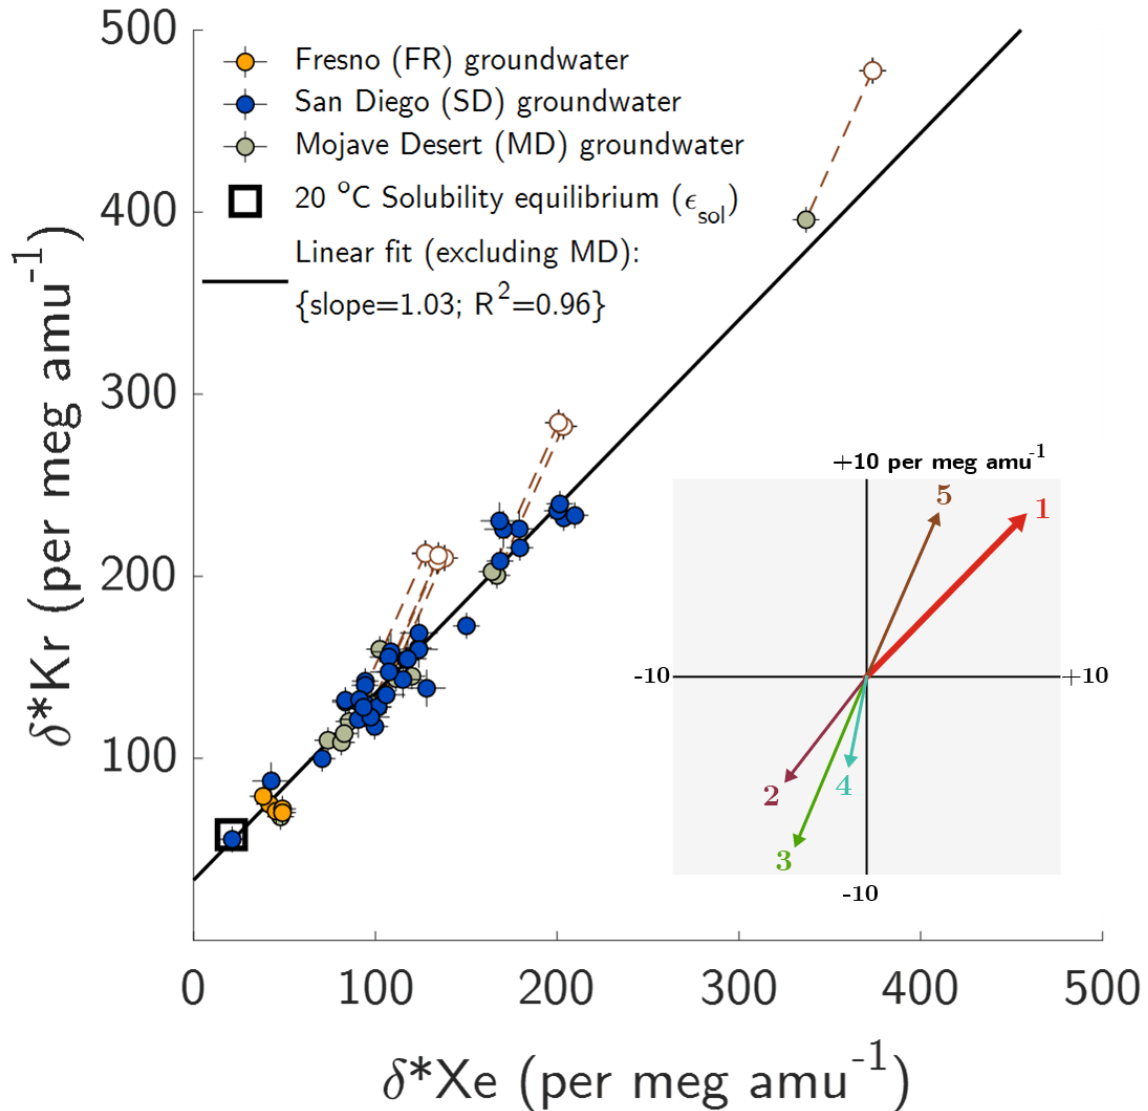 500
400
300
200
100
δ*Kr (per meg amu⁻¹)
Fresno (FR) groundwater
San Diego (SD) groundwater
Mojave Desert (MD) groundwater
20 °C Solubility equilibrium (ϵsol)
Linear fit (excluding MD):
{slope=1.03; R²=0.96}
+10 per meg amu⁻¹
5
1
-10
+10
2
4
3
-10
0
100
200
300
400
500
δ*Xe (per meg amu⁻¹)